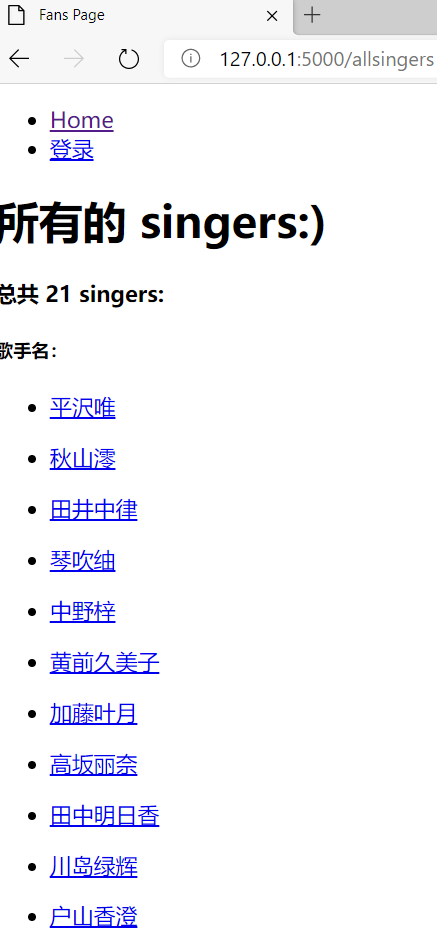 Fans Page
127.0.0.1:5000/allsingers
Home
登录
所有的 singers:)
总共 21 singers:
歌手名:
平沢唯
秋山澪
田井中律
琴吹䌷
中野梓
黄前久美子
加藤叶月
高坂丽奈
田中明日香
川岛绿辉
户山香澄